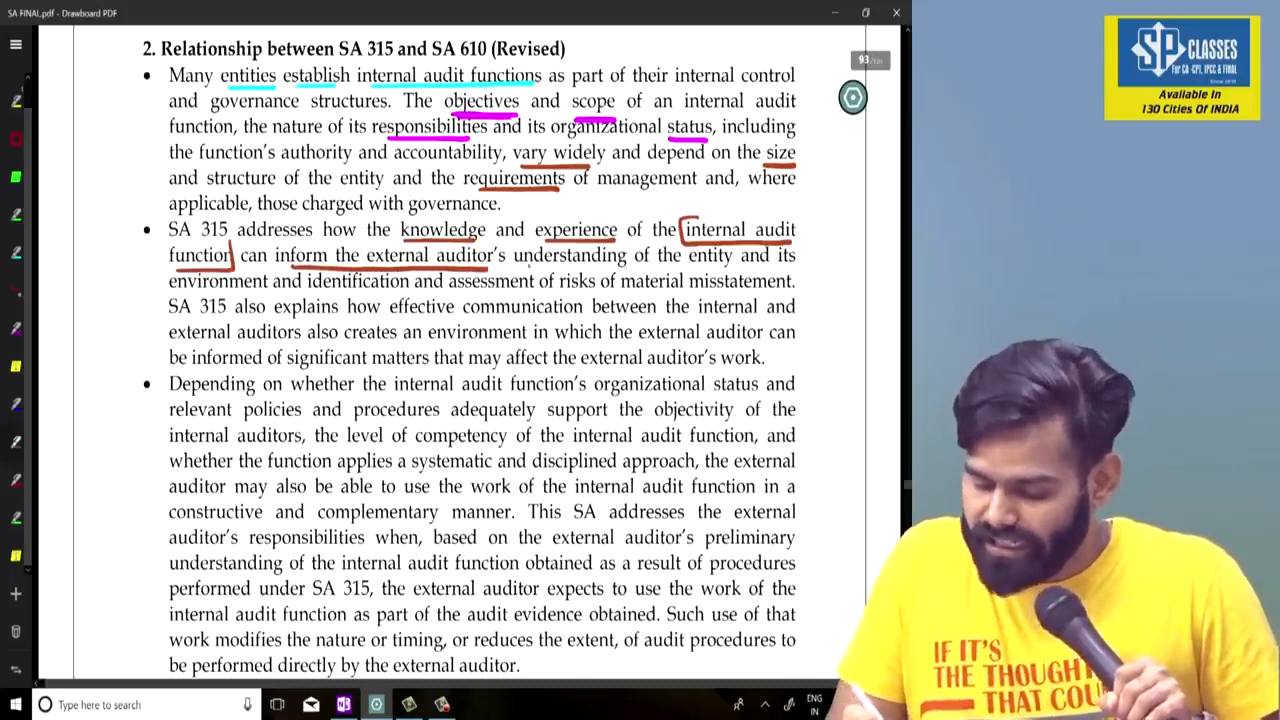 SA FINAL.pdf - Drawboard PDF
SP CLASSES
For CA-CPT, IPCC & FINAL
Available In
130 Cities Of INDIA
2. Relationship between SA 315 and SA 610 (Revised)
93
• Many entities establish internal audit functions as part of their internal control
and governance structures. The objectives and scope of an internal audit
function, the nature of its responsibilities and its organizational status, including
the function's authority and accountability, vary widely and depend on the size
and structure of the entity and the requirements of management and, where
applicable, those charged with governance.
• SA 315 addresses how the knowledge and experience of the internal audit
function can inform the external auditor's understanding of the entity and its
environment and identification and assessment of risks of material misstatement.
SA 315 also explains how effective communication between the internal and
external auditors also creates an environment in which the external auditor can
be informed of significant matters that may affect the external auditor's work.
• Depending on whether the internal audit function's organizational status and
relevant policies and procedures adequately support the objectivity of the
internal auditors, the level of competency of the internal audit function, and
whether the function applies a systematic and disciplined approach, the external
auditor may also be able to use the work of the internal audit function in a
constructive and complementary manner. This SA addresses the external
auditor's responsibilities when, based on the external auditor's preliminary
understanding of the internal audit function obtained as a result of procedures
performed under SA 315, the external auditor expects to use the work of the
internal audit function as part of the audit evidence obtained. Such use of that
work modifies the nature or timing, or reduces the extent, of audit procedures to
be performed directly by the external auditor.
IF IT'S
THE THOUGHT
THAT COU
Type here to search
ENG
IN